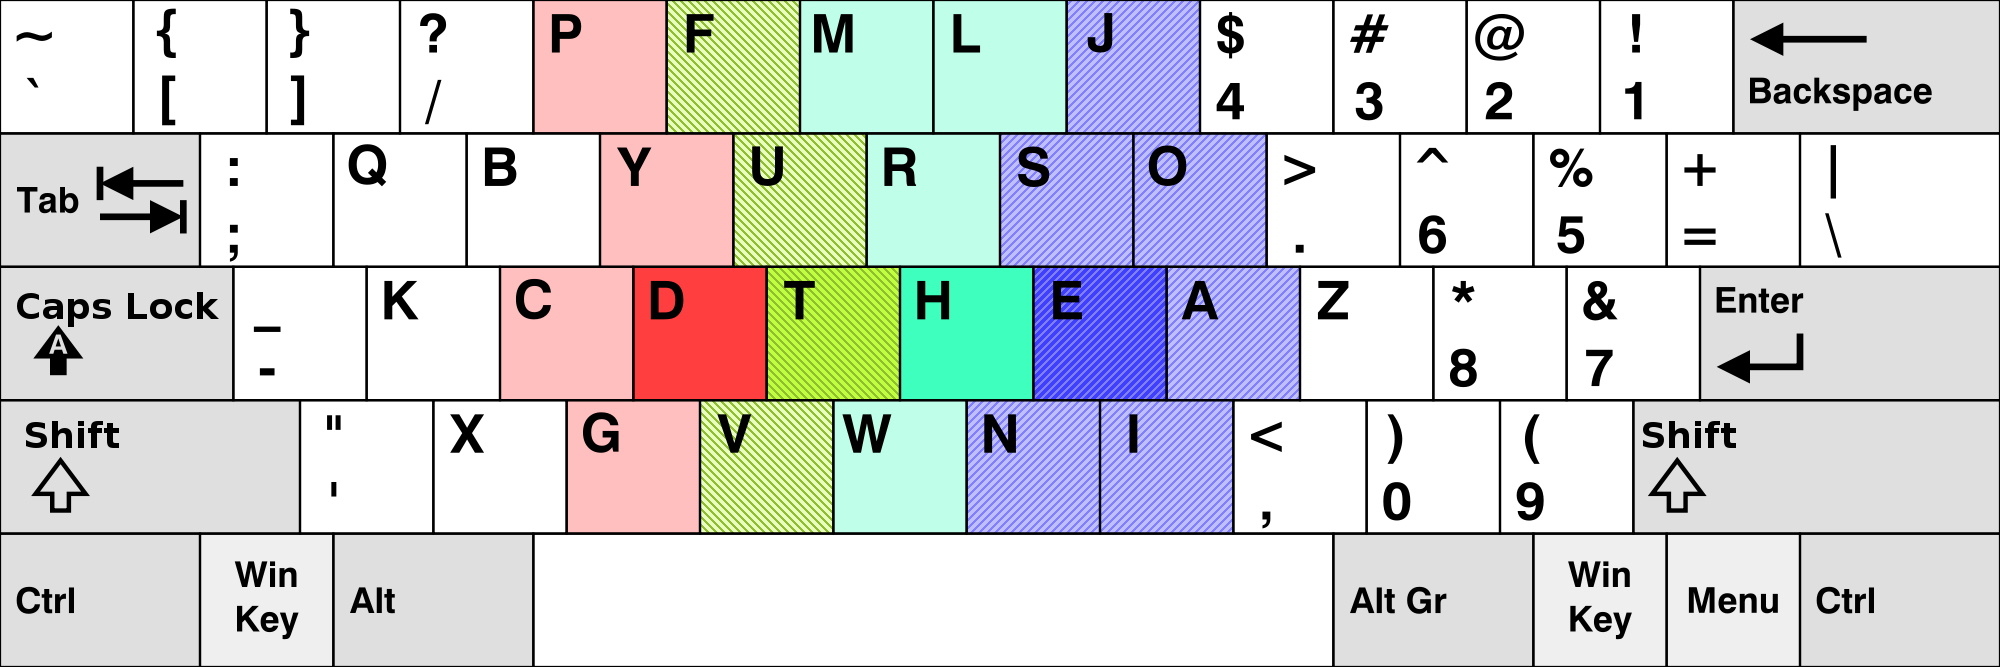 ~ { } ? P F M L J $ # @ !
` [ ] / 4 3 2 1 Backspace
Tab : Q B Y U R S O > ^ % + |
; . 6 5 = \
Caps Lock _ K C D T H E A Z * & Enter
A - 8 7
Shift " X G V W N I < ) ( Shift
' , 0 9
Ctrl Win Key Alt Alt Gr Win Key Menu Ctrl